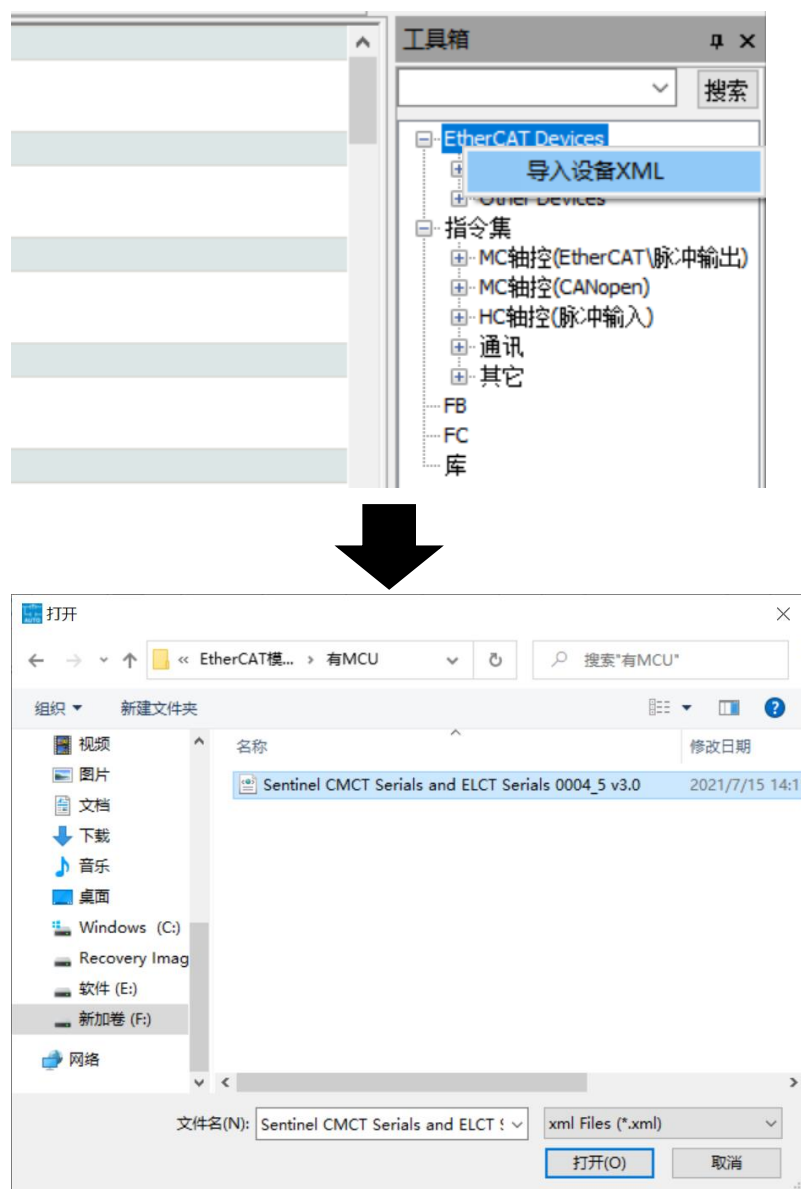 工具箱
搜索
EtherCAT Devices
导入设备XML
Other Devices
指令集
MC轴控(EtherCAT\脉冲输出)
MC轴控(CANopen)
HC轴控(脉冲输入)
通讯
其它
FB
FC
库
打开
« EtherCAT模... › 有MCU
搜索"有MCU"
组织 新建文件夹
视频
图片
文档
下载
音乐
桌面
Windows (C:)
Recovery Imag
软件 (E:)
新加卷 (F:)
网络
名称 修改日期
Sentinel CMCT Serials and ELCT Serials 0004_5 v3.0 2021/7/15 14:1
文件名(N): Sentinel CMCT Serials and ELCT xml Files (*.xml)
打开(O) 取消